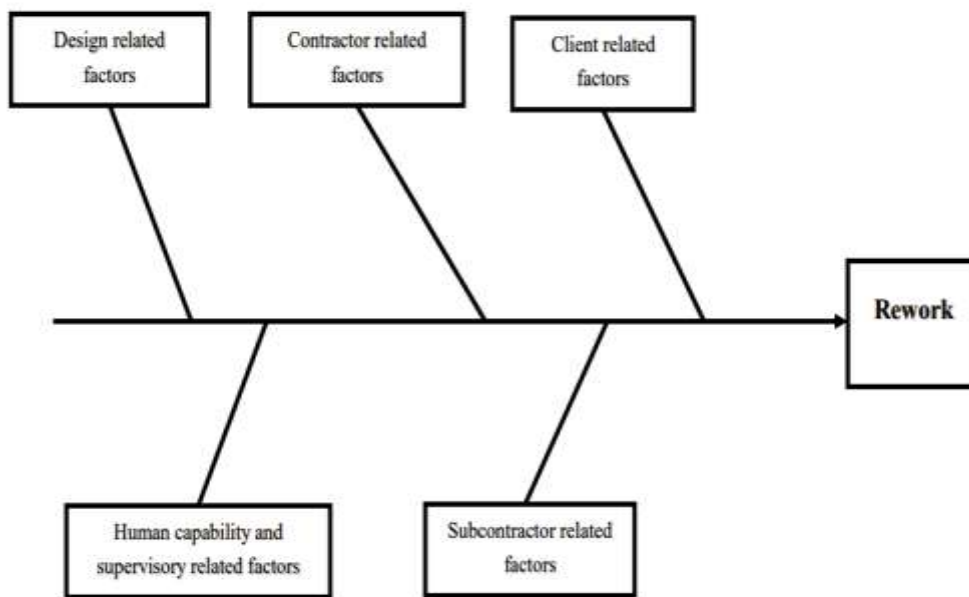 Design related
factors
Contractor related
factors
Client related
factors
Rework
Human capability and
supervisory related factors
Subcontractor related
factors